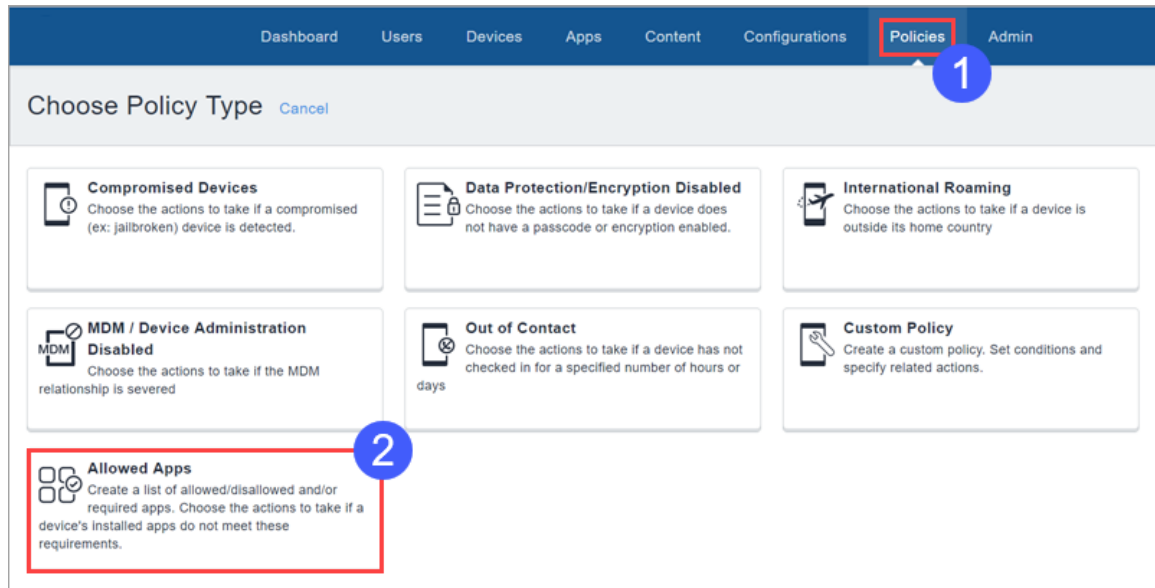 Dashboard Users Devices Apps Content Configurations Policies Admin
1
Choose Policy Type Cancel
Compromised Devices
Choose the actions to take if a compromised
(ex: jailbroken) device is detected.
Data Protection/Encryption Disabled
Choose the actions to take if a device does
not have a passcode or encryption enabled.
International Roaming
Choose the actions to take if a device is
outside its home country
MDM
MDM / Device Administration
Disabled
Choose the actions to take if the MDM
relationship is severed
Out of Contact
Choose the actions to take if a device has not
checked in for a specified number of hours or
days
Custom Policy
Create a custom policy. Set conditions and
specify related actions.
2
Allowed Apps
Create a list of allowed/disallowed and/or
required apps. Choose the actions to take if a
device's installed apps do not meet these
requirements.